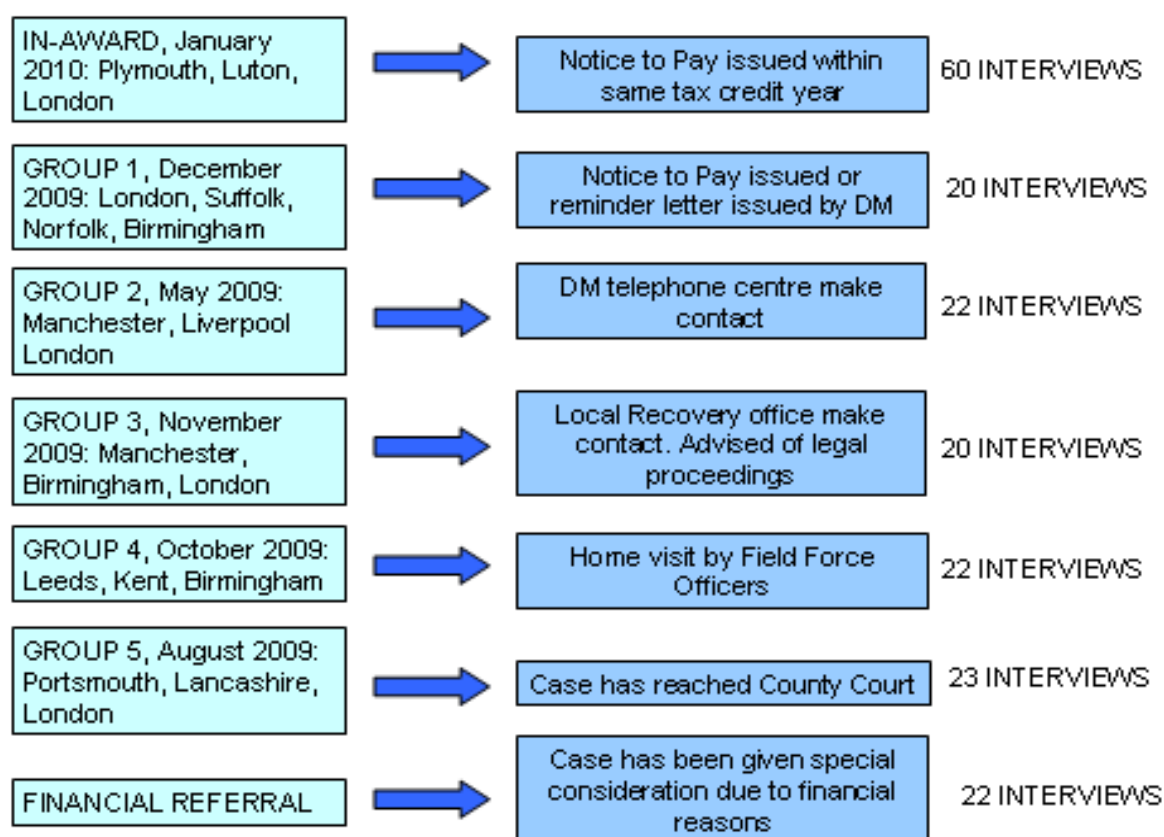 IN-AWARD, January
2010: Plymouth, Luton,
London
Notice to Pay issued within
same tax credit year
60 INTERVIEWS
GROUP 1, December
2009: London, Suffolk,
Norfolk, Birmingham
Notice to Pay issued or
reminder letter issued by DM
20 INTERVIEWS
GROUP 2, May 2009:
Manchester, Liverpool
London
DM telephone centre make
contact
22 INTERVIEWS
GROUP 3, November
2009: Manchester,
Birmingham, London
Local Recovery office make
contact. Advised of legal
proceedings
20 INTERVIEWS
GROUP 4, October 2009:
Leeds, Kent, Birmingham
Home visit by Field Force
Officers
22 INTERVIEWS
GROUP 5, August 2009:
Portsmouth, Lancashire,
London
Case has reached County Court
23 INTERVIEWS
FINANCIAL REFERRAL
Case has been given special
consideration due to financial
reasons
22 INTERVIEWS